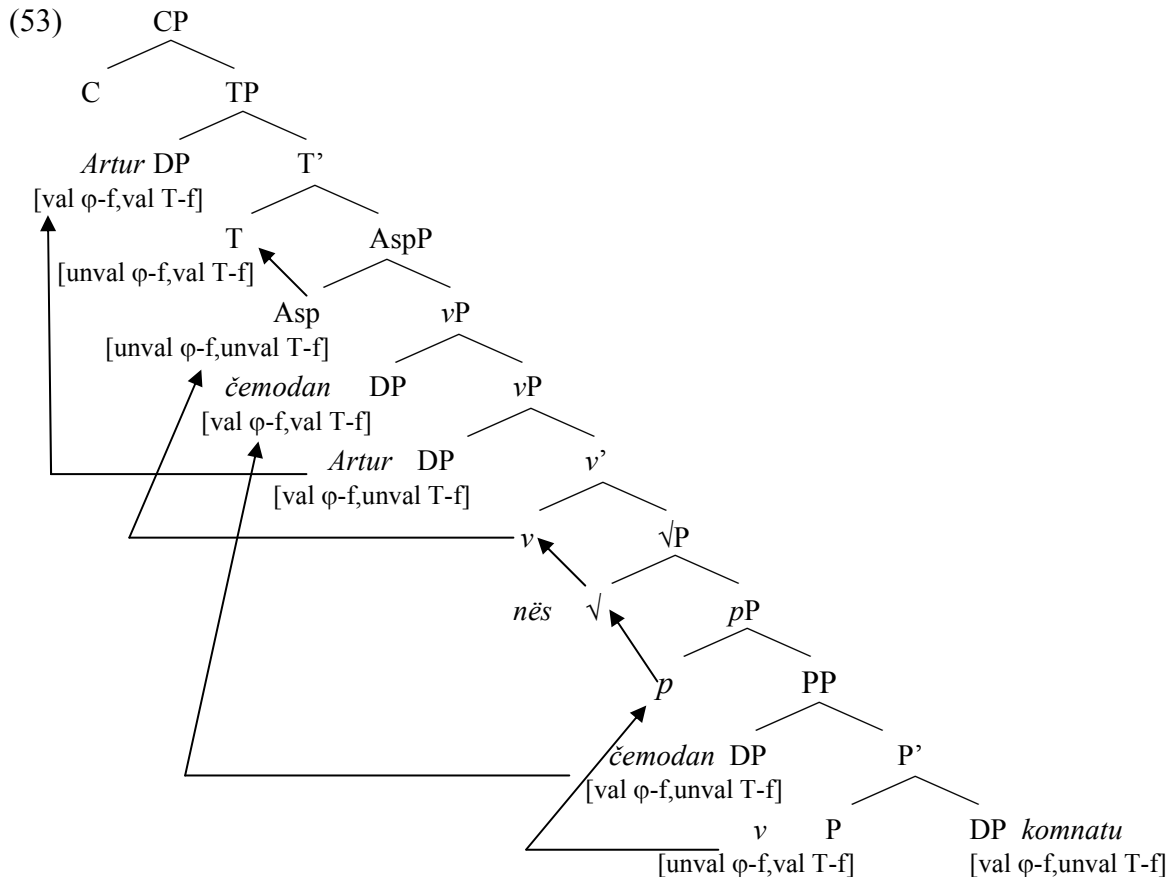 (53) CP
C TP
Artur DP T’
[val φ-f,val T-f]
T AspP
[unval φ-f,val T-f]
Asp vP
[unval φ-f,unval T-f]
čemodan DP vP
[val φ-f,val T-f]
Artur DP v’
[val φ-f,unval T-f]
v √P
nës √ pP
p PP
čemodan DP P’
[val φ-f,unval T-f]
v P DP komnatu
[unval φ-f,val T-f] [val φ-f,unval T-f]